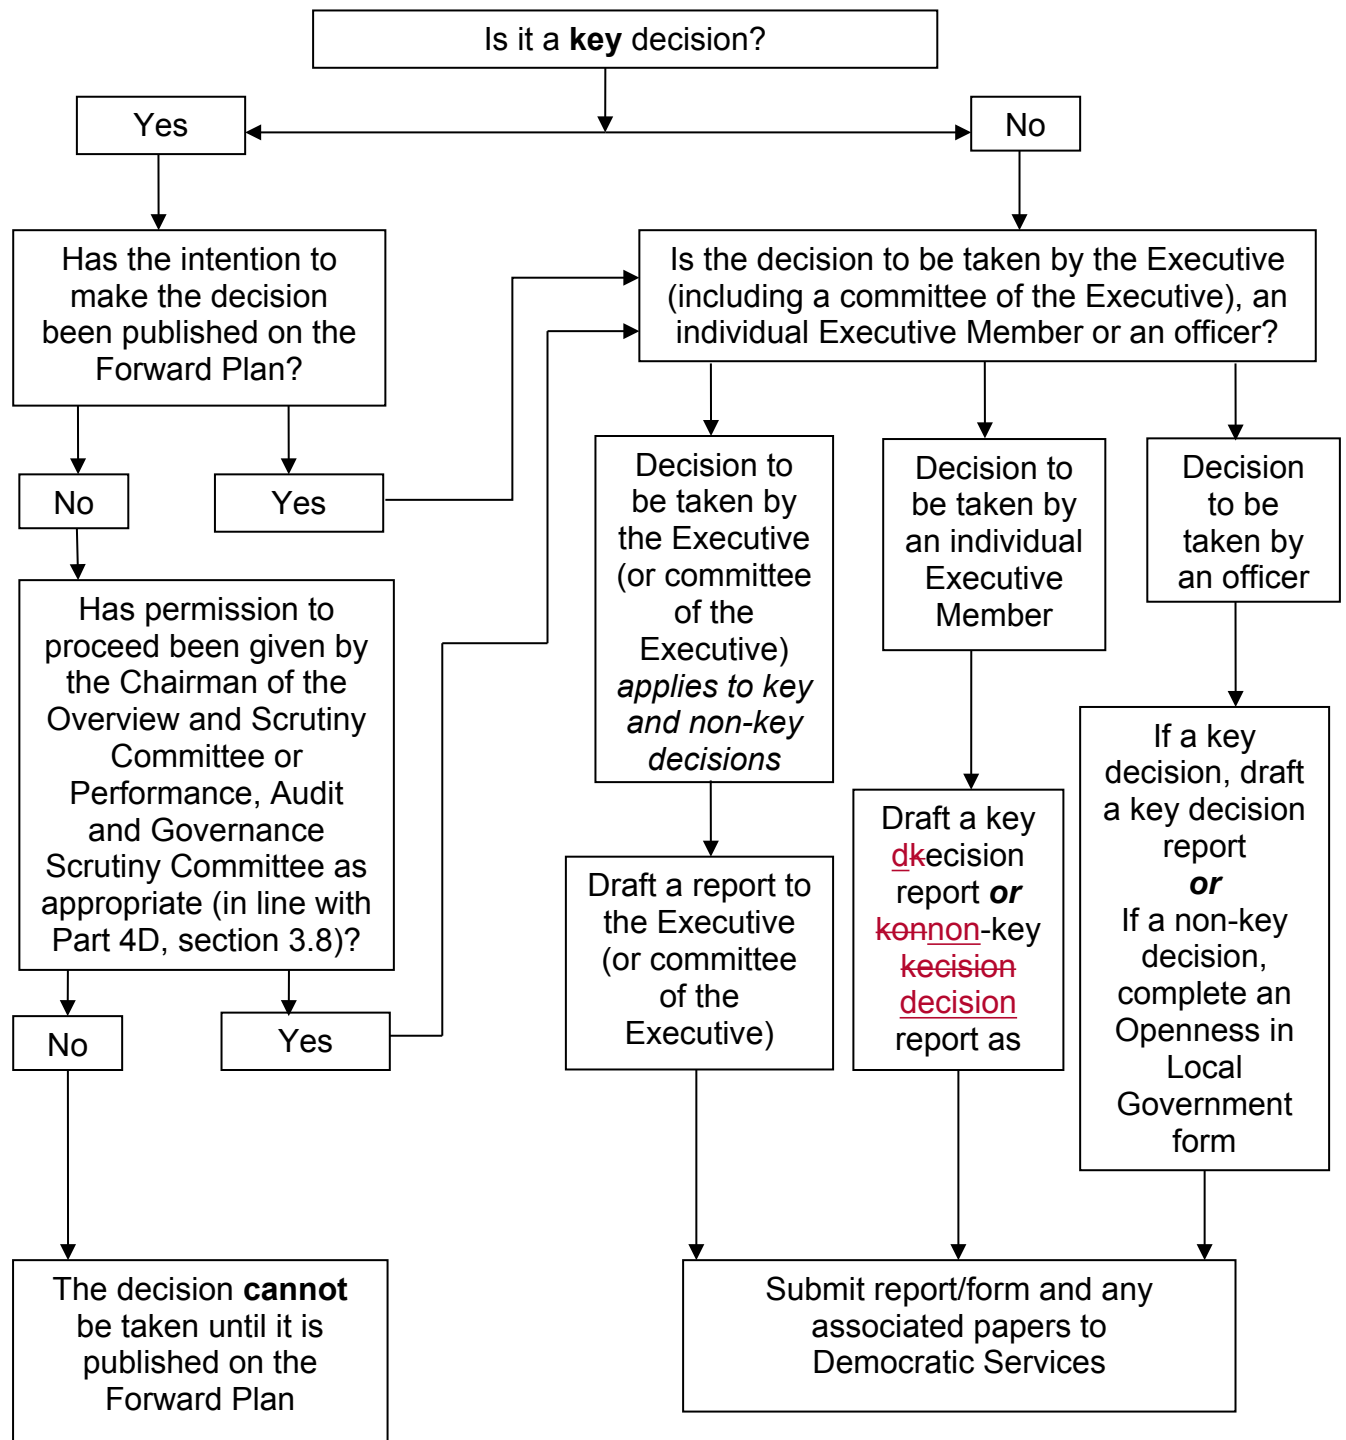 Is it a key decision?
Yes
No
Has the intention to
make the decision
been published on the
Forward Plan?
Is the decision to be taken by the Executive
(including a committee of the Executive), an
individual Executive Member or an officer?
No
Yes
Decision to
be taken by
the Executive
(or committee
of the
Executive)
applies to key
and non-key
decisions
Decision to
be taken by
an individual
Executive
Member
Decision
to be
taken by
an officer
Has permission to
proceed been given by
the Chairman of the
Overview and Scrutiny
Committee or
Performance, Audit
and Governance
Scrutiny Committee as
appropriate (in line with
Part 4D, section 3.8)?
If a key
decision, draft
a key decision
report
or
If a non-key
decision,
complete an
Openness in
Local
Government
form
Draft a key
dkecision
report or
konnon-key
kecision
decision
report as
Draft a report to
the Executive
(or committee
of the
Executive)
No
Yes
The decision cannot
be taken until it is
published on the
Forward Plan
Submit report/form and any
associated papers to
Democratic Services